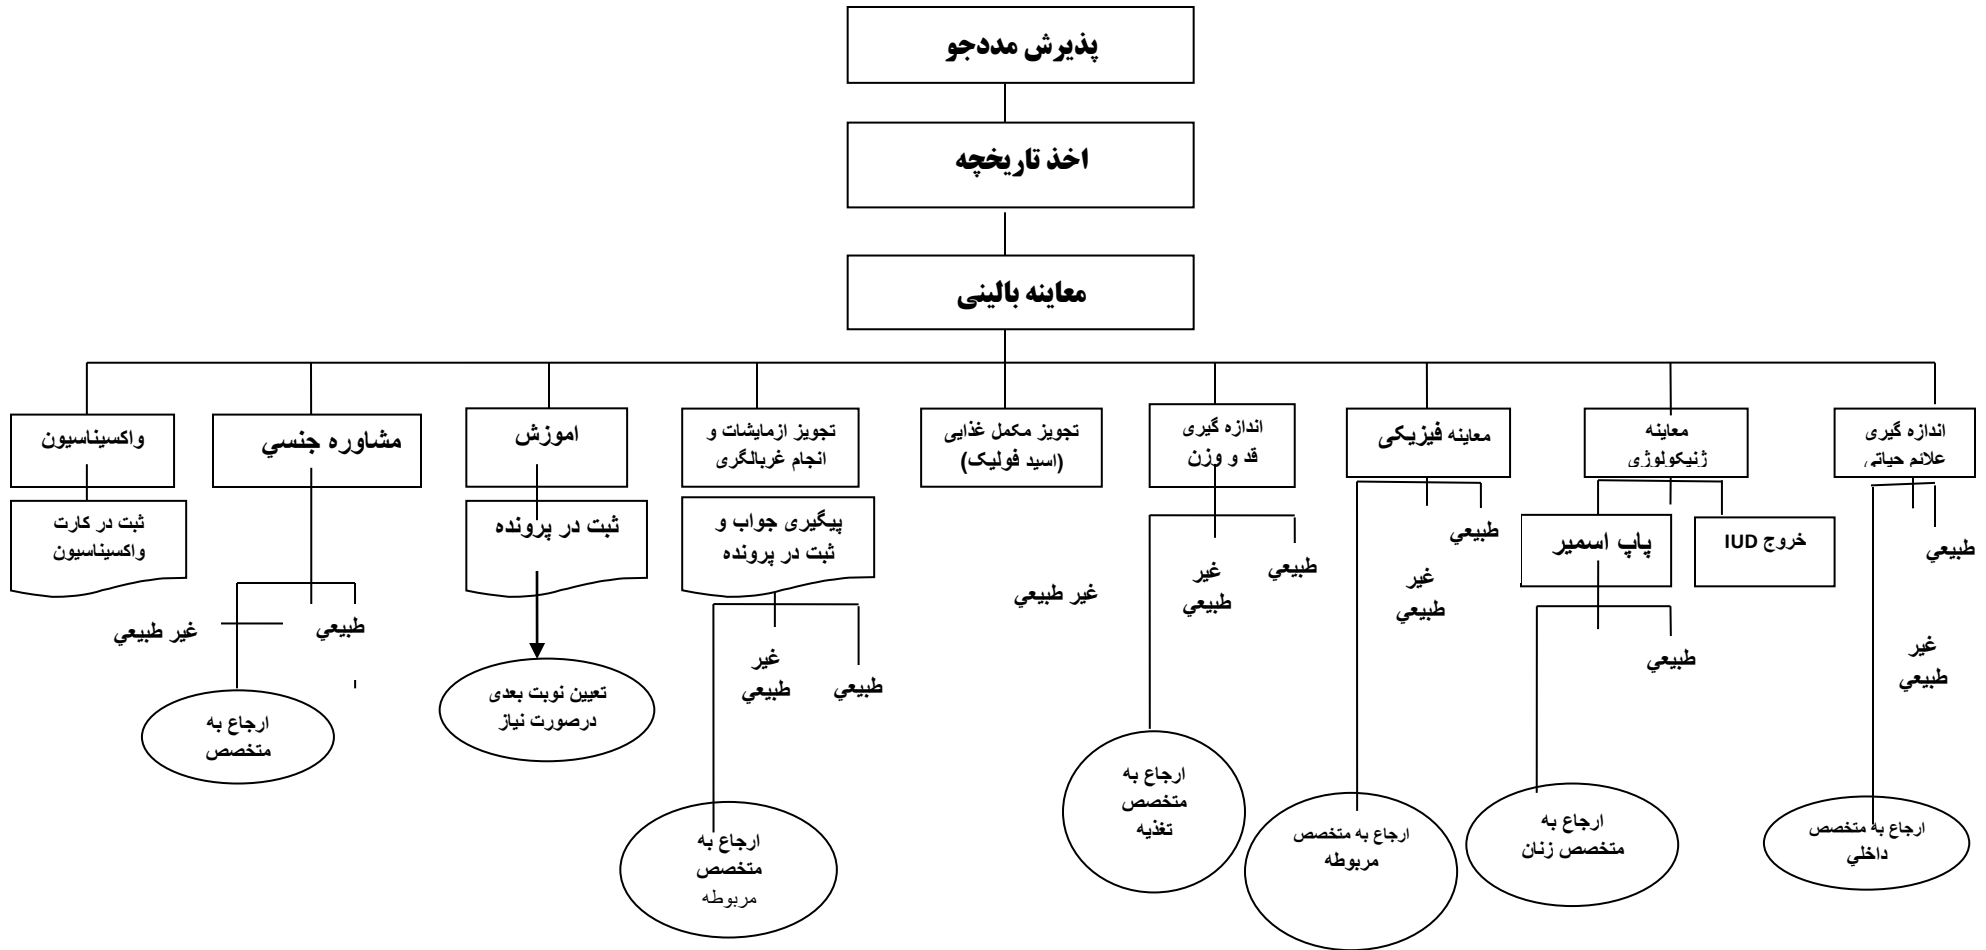 پذیرش مددجو
اخذ تاریخچه
معاینه بالینی
اندازه گیری
علائم حیاتی
معاینه
ژنیکولوژی
معاینه فیزیکی
اندازه گیری
قد و وزن
تجویز مکمل غذایی
(اسید فولیک)
تجویز ازمایشات و
انجام غربالگری
اموزش
مشاوره جنسي
واکسیناسیون
خروج IUD
پاپ اسمیر
پیگیری جواب و
ثبت در پرونده
ثبت در پرونده
ثبت در کارت
واکسیناسیون
طبيعي
غير
طبيعي
طبيعي
طبيعي
غير
طبيعي
طبيعي
غير
طبيعي
غير طبيعي
طبيعي
غير
طبيعي
طبيعي
غير طبيعي
ارجاع به متخصص
داخلي
ارجاع به
متخصص زنان
ارجاع به متخصص
مربوطه
ارجاع به
متخصص
تغذیه
ارجاع به
متخصص
مربوطه
تعیین نوبت بعدی
درصورت نیاز
ارجاع به
متخصص